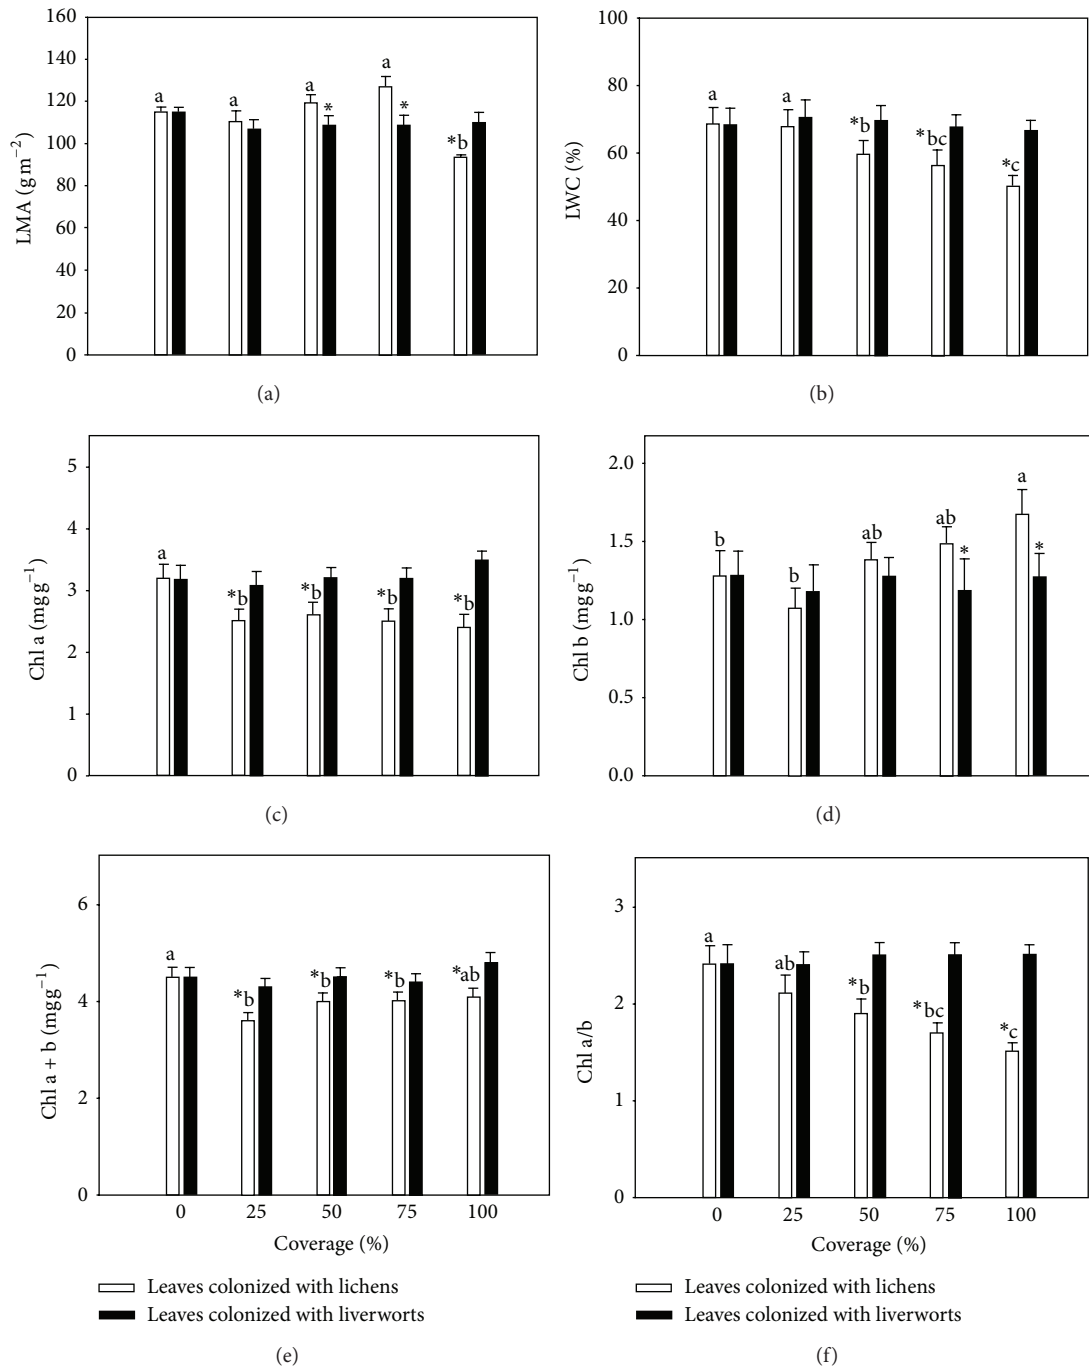 160
140
120
100
80
60
40
20
0
LMA (g m−2)
a
a
a
a
*
*
*b
(a)
100
80
60
40
20
0
LWC (%)
a
a
*b
*bc
*c
(b)
5
4
3
2
1
0
Chl a (mg g−1)
a
*b
*b
*b
*b
(c)
2.0
1.5
1.0
0.5
0.0
Chl b (mg g−1)
b
b
ab
ab
*
a
*
(d)
6
4
2
0
Chl a + b (mg g−1)
a
*b
*b
*b
*ab
0 25 50 75 100
Coverage (%)
Leaves colonized with lichens
Leaves colonized with liverworts
(e)
3
2
1
0
Chl a/b
a
ab
*b
*bc
*c
0 25 50 75 100
Coverage (%)
Leaves colonized with lichens
Leaves colonized with liverworts
(f)